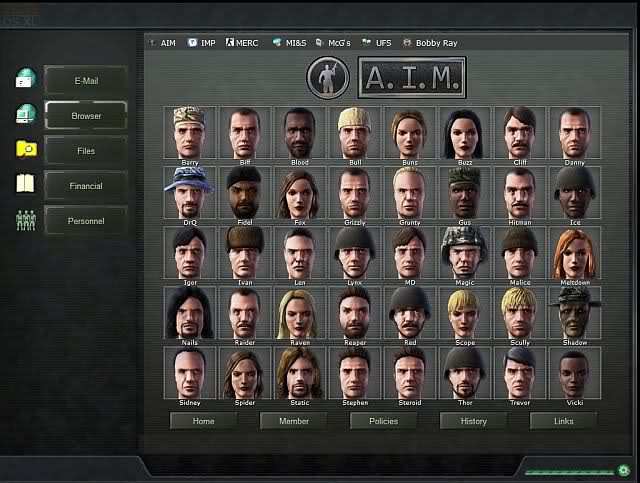 OS XI
AIM IMP MERC MI&S McG's UFS Bobby Ray
A.I.M.
E-Mail
Browser
Files
Financial
Personnel
Barry Biff Blood Bull Buns Buzz Cliff Danny
DrQ Fidel Fox Grizzly Grunty Gus Hitman Ice
Igor Ivan Len Lynx MD Magic Malice Meltdown
Nails Raider Raven Reaper Red Scope Scully Shadow
Sidney Spider Static Stephen Steroid Thor Trevor Vicki
Home Member Policies History Links